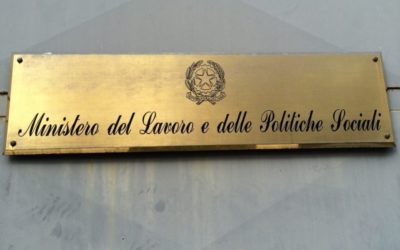 Ministero del Lavoro e delle Politiche Sociali